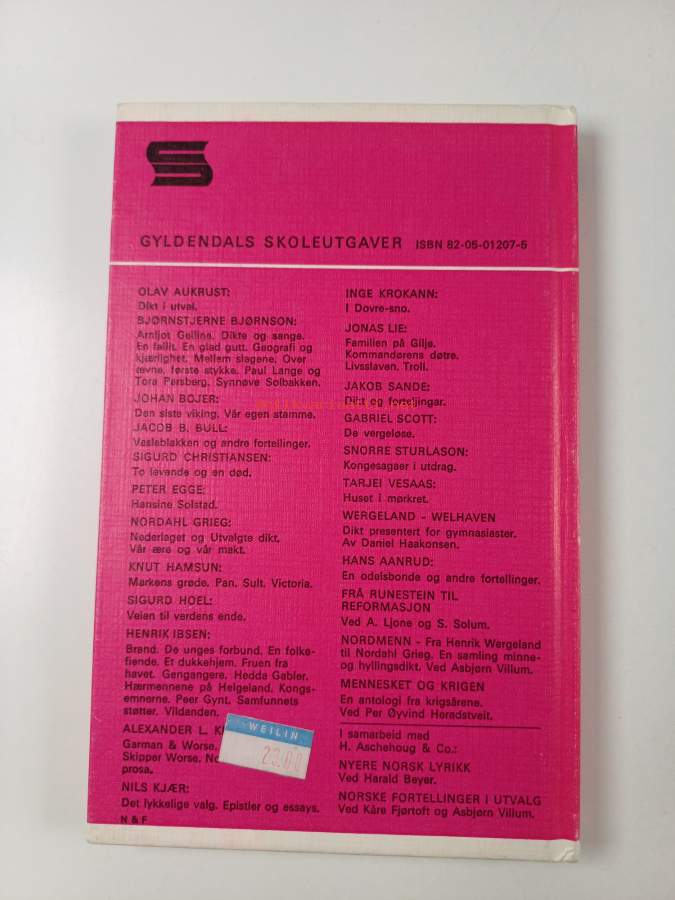 GYLDENDALS SKOLEUTGAVER ISBN 82-05-01207-5
OLAV AUKRUST:
Dikt i utval.
BJØRNSTJERNE BJØRNSON:
Arnljot Gelline. Dikte og sange.
En fallit. En glad gutt. Geografi og
kjærlighet. Mellem slagene. Over
ævne, første stykke. Paul Lange og
Tora Parsberg. Synnøve Solbakken.
JOHAN BOJER:
Den siste viking. Vår egen stamme.
JACOB B. BULL:
Vesleblakken og andre fortellinger.
SIGURD CHRISTIANSEN:
To levende og en død.
PETER EGGE:
Hansine Solstad.
NORDAHL GRIEG:
Nederlaget og Utvalgte dikt.
Vår ære og vår makt.
KNUT HAMSUN:
Markens grøde. Pan. Sult. Victoria.
SIGURD HOEL:
Veien til verdens ende.
HENRIK IBSEN:
Brand. De unges forbund. En folke-
fiende. Et dukkehjem. Fruen fra
havet. Gengangere. Hedda Gabler.
Hærmennene på Helgeland. Kongs-
emnerne. Peer Gynt. Samfunnets
støtter. Vildanden.
ALEXANDER L.
Garman & Worse.
Skipper Worse.
prosa.
NILS KJÆR:
Det lykkelige valg. Epistler og essays.
N & F
WEILIN
INGE KROKANN:
I Dovre-sno.
JONAS LIE:
Familien på Gilje.
Kommandørens døtre.
Livsslaven. Troll.
JAKOB SANDE:
Dikt og forteljingar.
GABRIEL SCOTT:
De vergeløse.
SNORRE STURLASON:
Kongesagaer i utdrag.
TARJEI VESAAS:
Huset i mørkret.
WERGELAND - WELHAVEN
Dikt presentert for gymnasiaster.
Av Daniel Haakonsen.
HANS AANRUD:
En odelsbonde og andre fortellinger.
FRÅ RUNESTEIN TIL
REFORMASJON
Ved A. Ljone og S. Solum.
NORDMENN - Fra Henrik Wergeland
til Nordahl Grieg. En samling minne-
og hyllingsdikt. Ved Asbjørn Villum.
MENNESKET OG KRIGEN
En antologi fra krigsårene.
Ved Per Øyvind Heradstveit.
I samarbeid med
H. Aschehoug & Co.:
NYERE NORSK LYRIKK
Ved Harald Beyer.
NORSKE FORTELLINGER I UTVALG
Ved Kåre Fjørtoft og Asbjørn Villum.